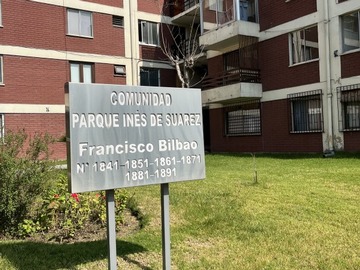 COMUNIDAD
PARQUE INÉS DE SUAREZ
Francisco Bilbao
Nº 1841-1851-1861-1871
1881-1891